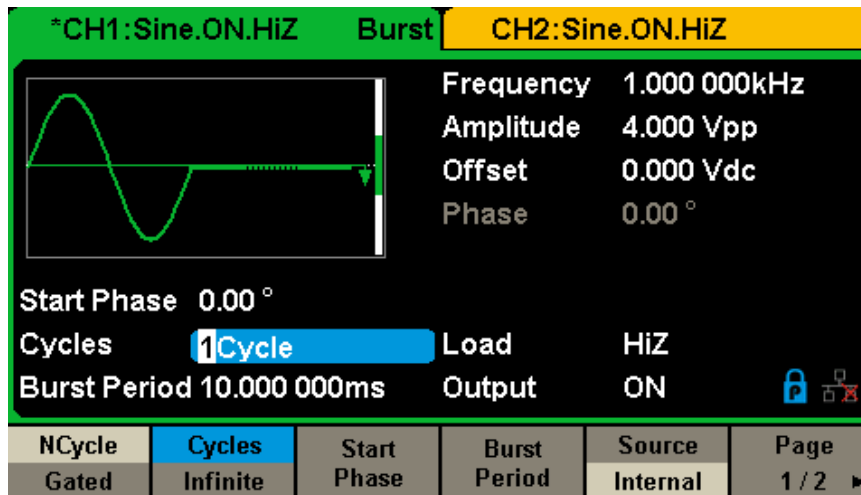 *CH1:Sine.ON.HiZ Burst CH2:Sine.ON.HiZ
Frequency 1.000 000kHz
Amplitude 4.000 Vpp
Offset 0.000 Vdc
Phase 0.00 °
Start Phase 0.00 °
Cycles 1Cycle Load HiZ
Burst Period 10.000 000ms Output ON P
NCycle Cycles Start Burst Source Page
Gated Infinite Phase Period Internal 1 / 2